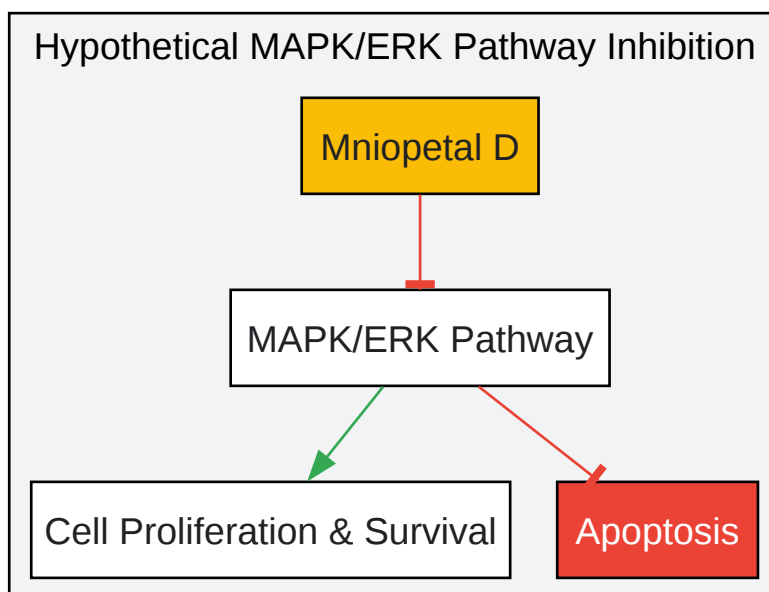 Hypothetical MAPK/ERK Pathway Inhibition
Mniopetal D
MAPK/ERK Pathway
Cell Proliferation & Survival
Apoptosis